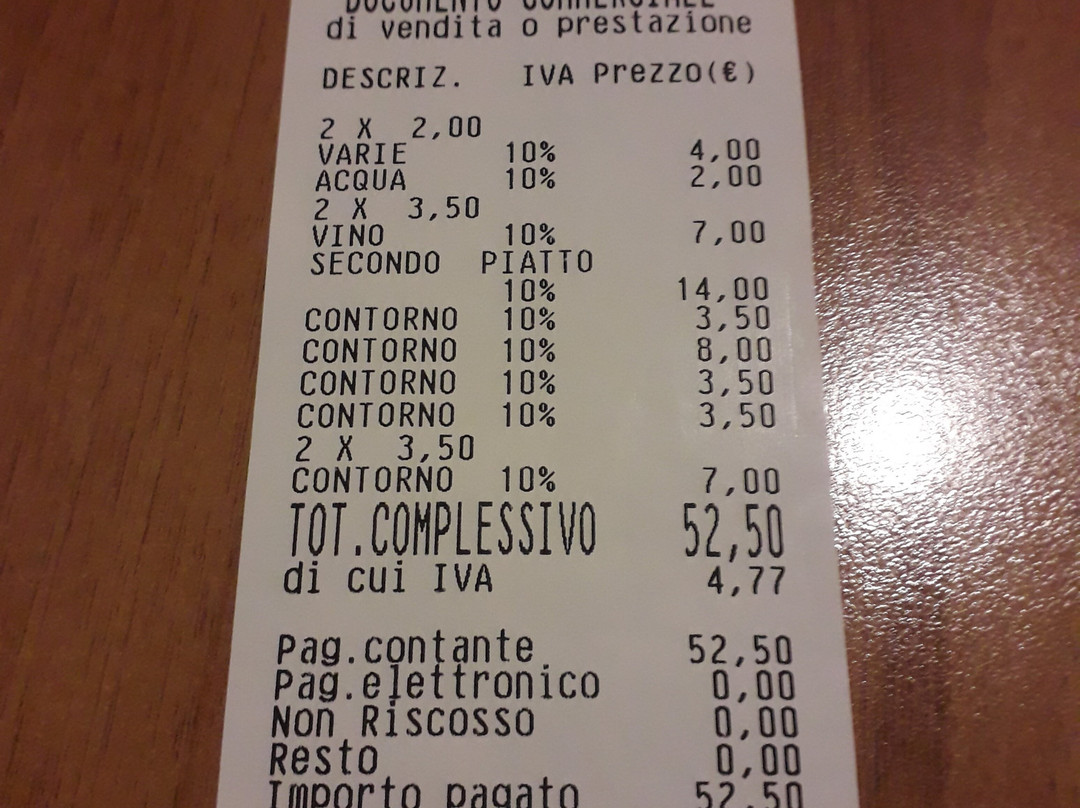 DOCUMENTO COMMERCIALE
di vendita o prestazione
DESCRIZ. IVA Prezzo(€)
2 X 2,00
VARIE 10% 4,00
ACQUA 10% 2,00
2 X 3,50
VINO 10% 7,00
SECONDO PIATTO
10% 14,00
CONTORNO 10% 3,50
CONTORNO 10% 8,00
CONTORNO 10% 3,50
CONTORNO 10% 3,50
2 X 3,50
CONTORNO 10% 7,00
TOT.COMPLESSIVO 52,50
di cui IVA 4,77
Pag.contante 52,50
Pag.elettronico 0,00
Non Riscosso 0,00
Resto 0,00
Importo pagato 52,50